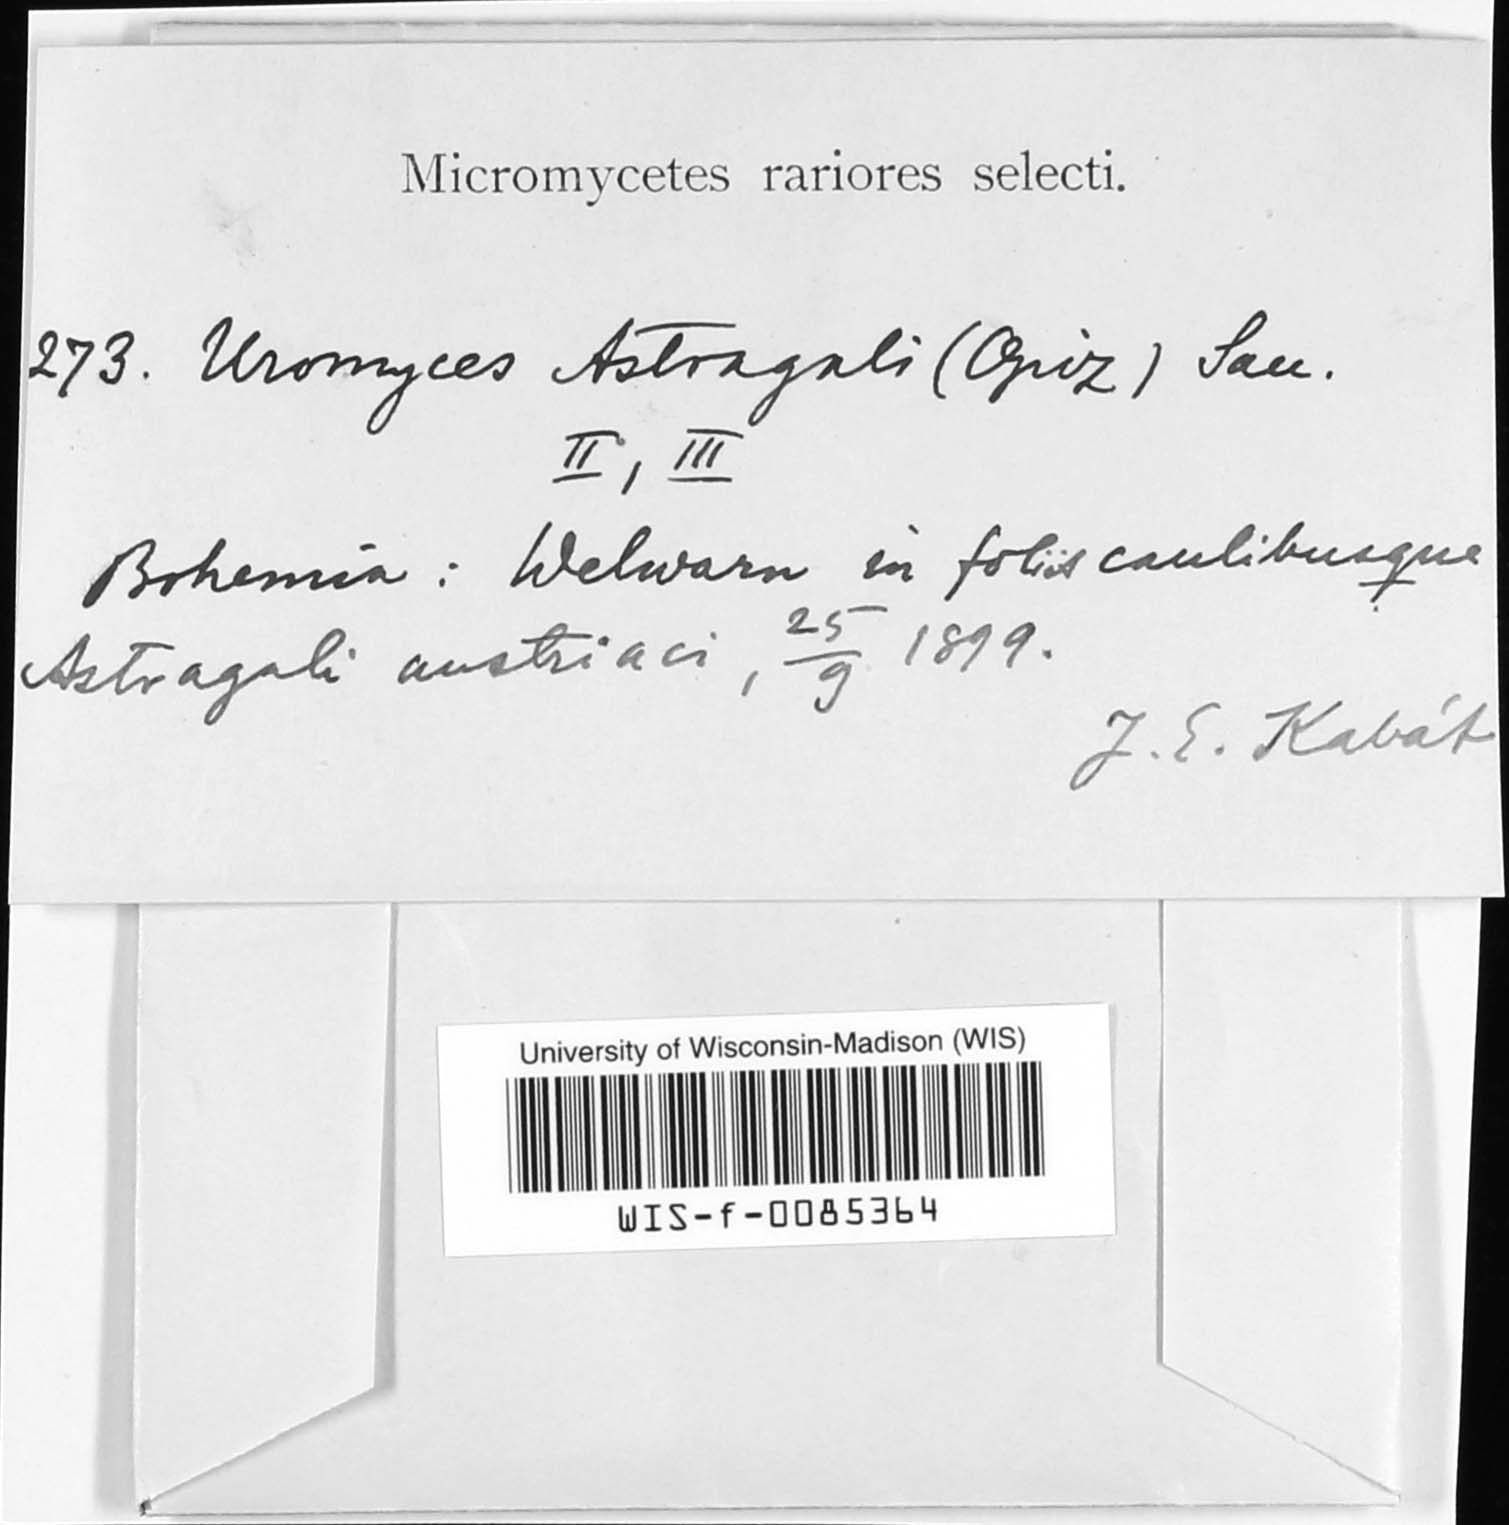 Micromycetes rariores selecti.
273. Uromyces Astragali (Opiz) Sacc.
II, III
Bohemia: Welwarn in foliis caulibusque
Astragali austriaci, 25/9 1899.
J. E. Kabát
University of Wisconsin-Madison (WIS)
WIS-f-0085364